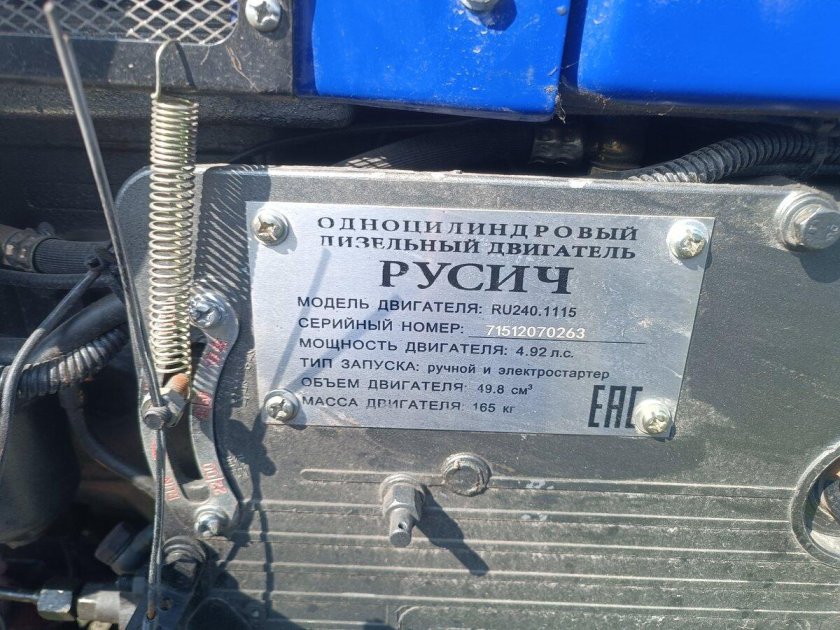 ОДНОЦИЛИНДРОВЫЙ
ДИЗЕЛЬНЫЙ ДВИГАТЕЛЬ
РУСИЧ
МОДЕЛЬ ДВИГАТЕЛЯ: RU240.1115
СЕРИЙНЫЙ НОМЕР: 71512070263
МОЩНОСТЬ ДВИГАТЕЛЯ: 4.92 л.с.
ТИП ЗАПУСКА: ручной и электростартер
ОБЪЕМ ДВИГАТЕЛЯ: 49.8 см³
МАССА ДВИГАТЕЛЯ: 165 кг
ЕАС